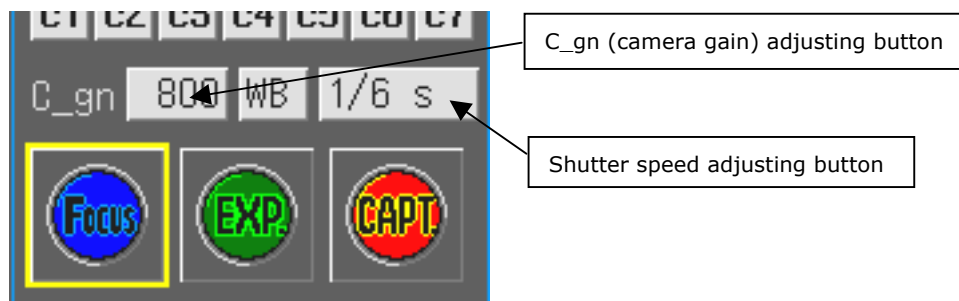 C1 C2 C3 C4 C5 C6 C7
C_gn (camera gain) adjusting button
C_gn 800 WB 1/6 s
Shutter speed adjusting button
Focus EXP. CAPT.